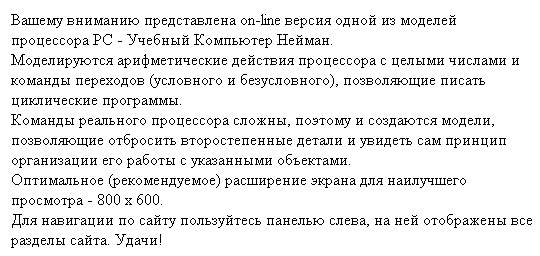 Вашему вниманию представлена on-line версия одной из моделей
процессора PC - Учебный Компьютер Нейман.
Моделируются арифметические действия процессора с целыми числами и
команды переходов (условного и безусловного), позволяющие писать
циклические программы.
Команды реального процессора сложны, поэтому и создаются модели,
позволяющие отбросить второстепенные детали и увидеть сам принцип
организации его работы с указанными объектами.
Оптимальное (рекомендуемое) расширение экрана для наилучшего
просмотра - 800 x 600.
Для навигации по сайту пользуйтесь панелью слева, на ней отображены все
разделы сайта. Удачи!